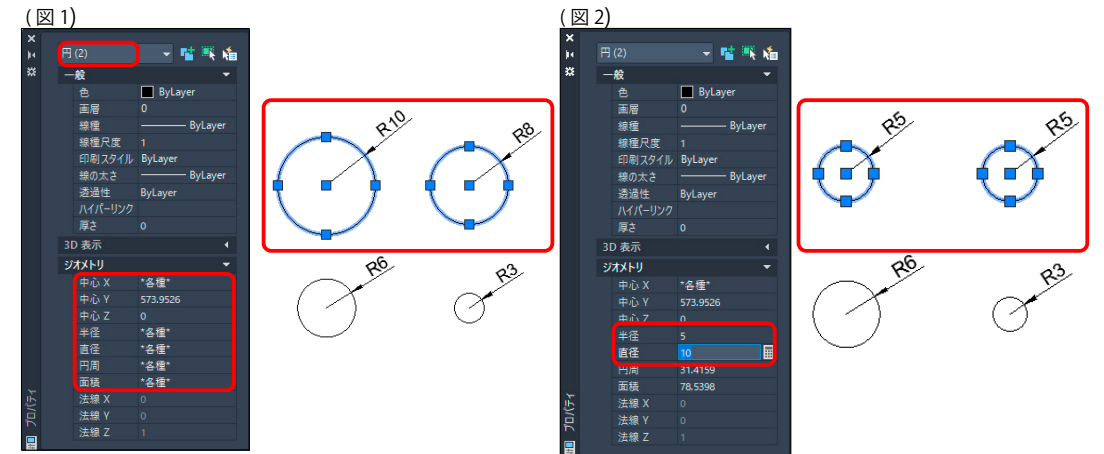 (図 1)
円 (2)
一般
色 ByLayer
画層 0
線種 ByLayer
線種尺度 1
印刷スタイル ByLayer
線の太さ ByLayer
透過性 ByLayer
ハイパーリンク
厚さ 0
3D 表示
ジオメトリ
中心 X *各種*
中心 Y 573.9526
中心 Z 0
半径 *各種*
直径 *各種*
円周 *各種*
面積 *各種*
法線 X 0
法線 Y 0
法線 Z 1
プロパティ
R10
R8
R6
R3
(図 2)
円 (2)
一般
色 ByLayer
画層 0
線種 ByLayer
線種尺度 1
印刷スタイル ByLayer
線の太さ ByLayer
透過性 ByLayer
ハイパーリンク
厚さ 0
3D 表示
ジオメトリ
中心 X *各種*
中心 Y 573.9526
中心 Z 0
半径 5
直径 10
円周 31.4159
面積 78.5398
法線 X 0
法線 Y 0
法線 Z 1
プロパティ
R5
R5
R6
R3